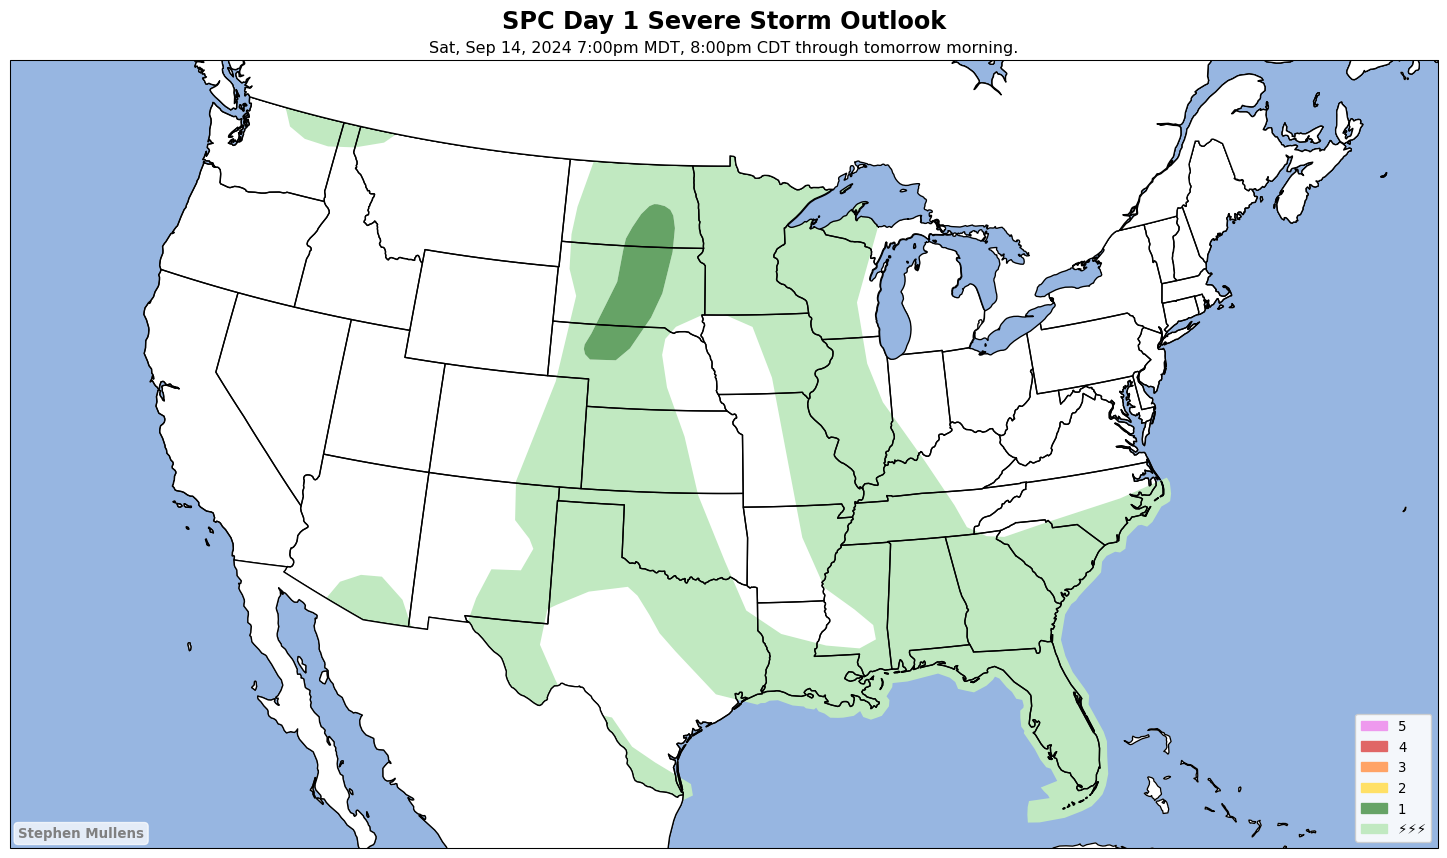 SPC Day 1 Severe Storm Outlook
Sat, Sep 14, 2024 7:00pm MDT, 8:00pm CDT through tomorrow morning.
5
4
3
2
1
⚡⚡⚡
Stephen Mullens